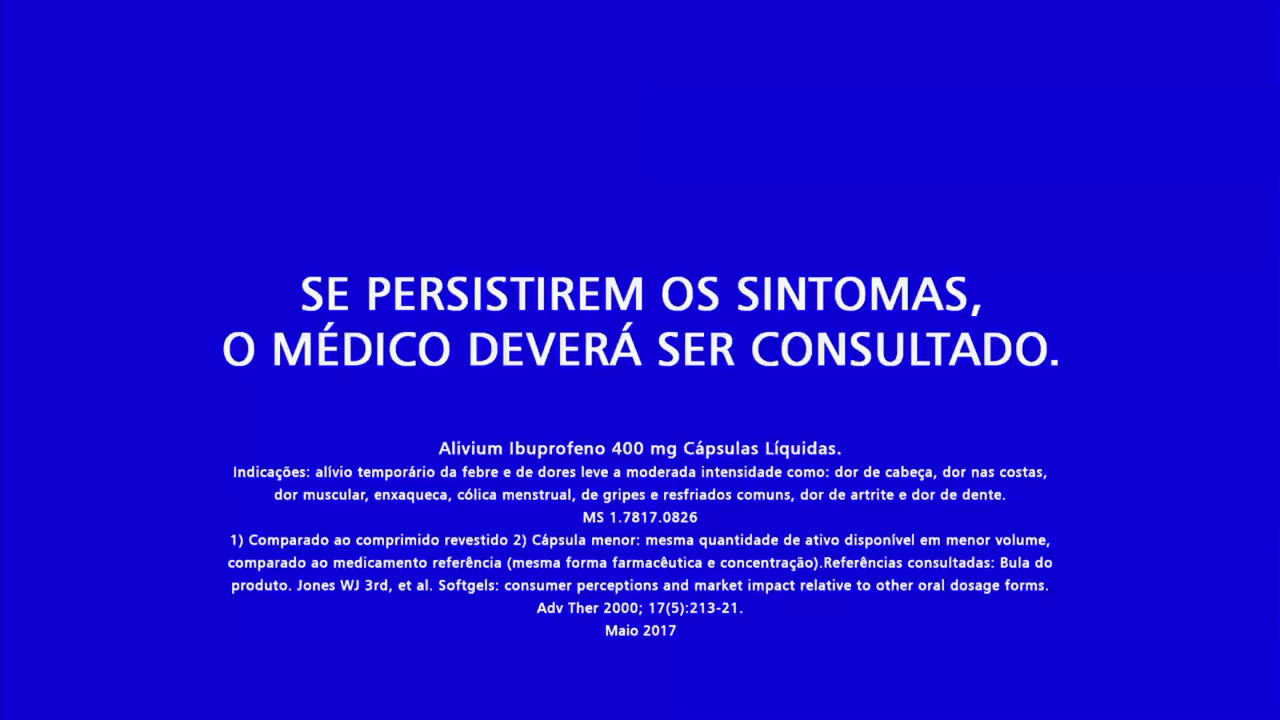 SE PERSISTIREM OS SINTOMAS,
O MÉDICO DEVERÁ SER CONSULTADO.
Alivium Ibuprofeno 400 mg Cápsulas Líquidas.
Indicações: alívio temporário da febre e de dores leve a moderada intensidade como: dor de cabeça, dor nas costas,
dor muscular, enxaqueca, cólica menstrual, de gripes e resfriados comuns, dor de artrite e dor de dente.
MS 1.7817.0826
1) Comparado ao comprimido revestido 2) Cápsula menor: mesma quantidade de ativo disponível em menor volume,
comparado ao medicamento referência (mesma forma farmacêutica e concentração).Referências consultadas: Bula do
produto. Jones WJ 3rd, et al. Softgels: consumer perceptions and market impact relative to other oral dosage forms.
Adv Ther 2000; 17(5):213-21.
Maio 2017